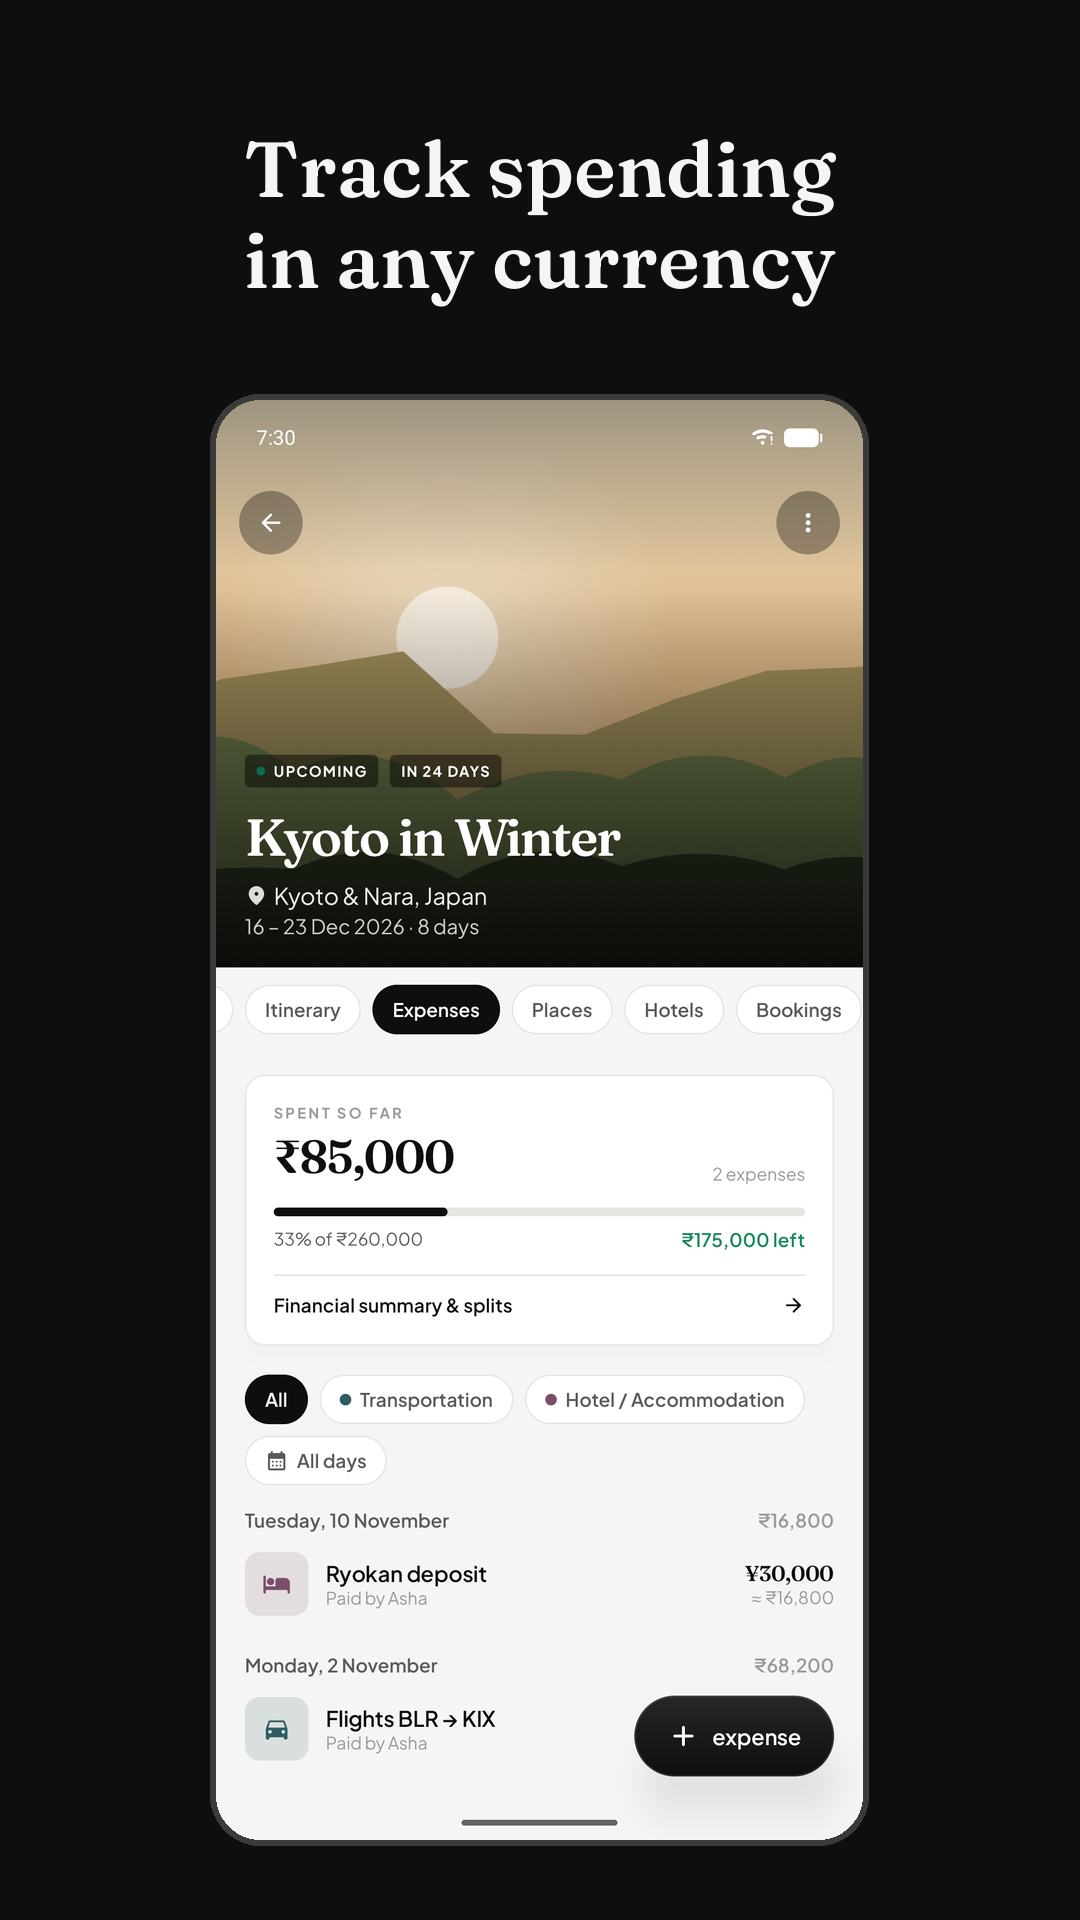 Track spending
in any currency
7:30
UPCOMING
IN 24 DAYS
Kyoto in Winter
Kyoto & Nara, Japan
16 – 23 Dec 2026 · 8 days
Itinerary
Expenses
Places
Hotels
Bookings
SPENT SO FAR
₹85,000
2 expenses
33% of ₹260,000
₹175,000 left
Financial summary & splits
All
Transportation
Hotel / Accommodation
All days
Tuesday, 10 November
₹16,800
Ryokan deposit
¥30,000
Paid by Asha
≈ ₹16,800
Monday, 2 November
₹68,200
Flights BLR → KIX
Paid by Asha
+ expense